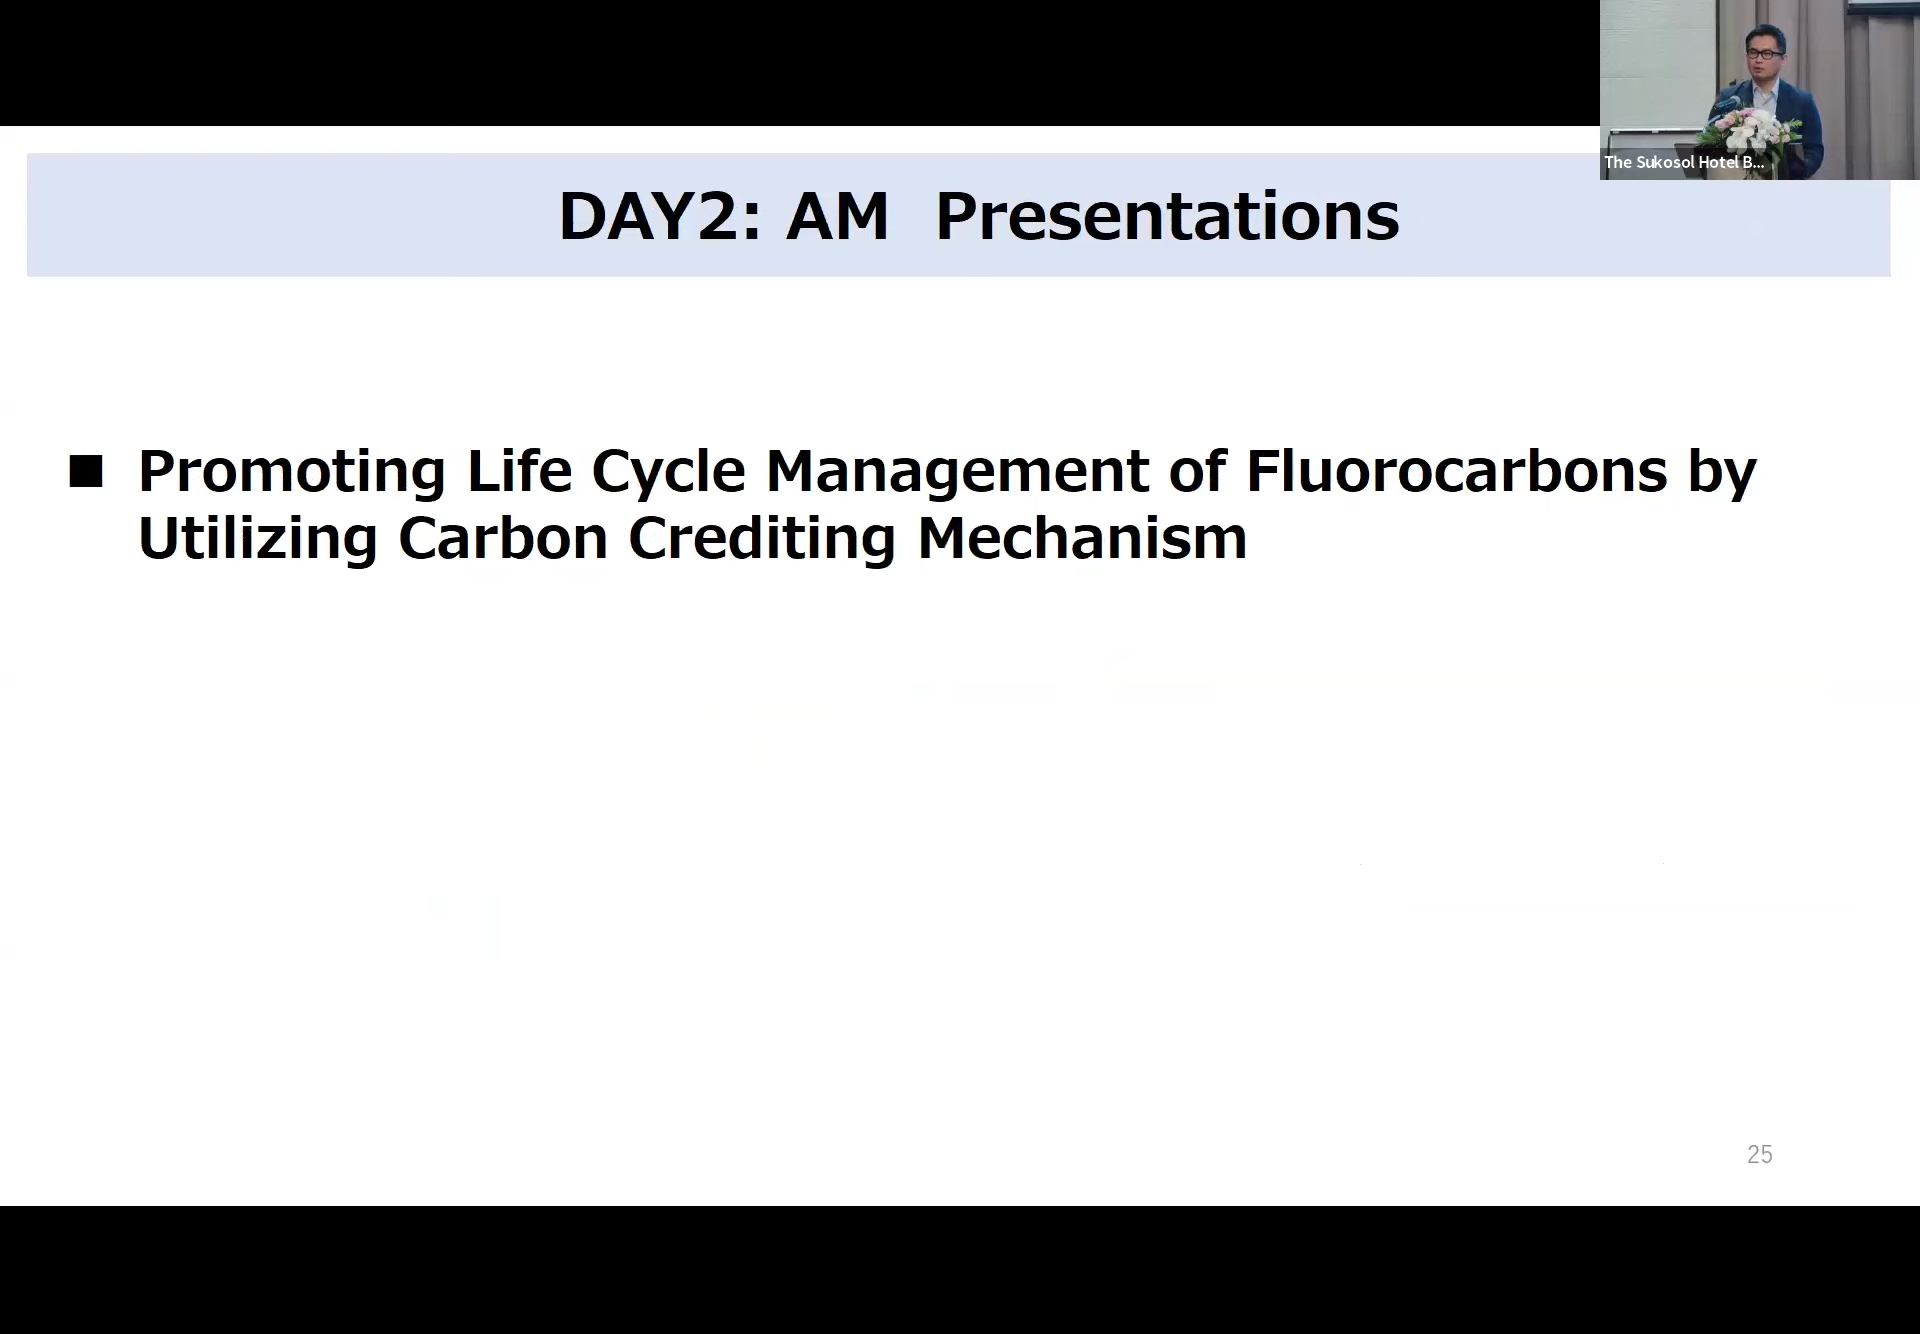 The Sukosol Hotel B...
DAY2: AM  Presentations
■ Promoting Life Cycle Management of Fluorocarbons by
Utilizing Carbon Crediting Mechanism
25